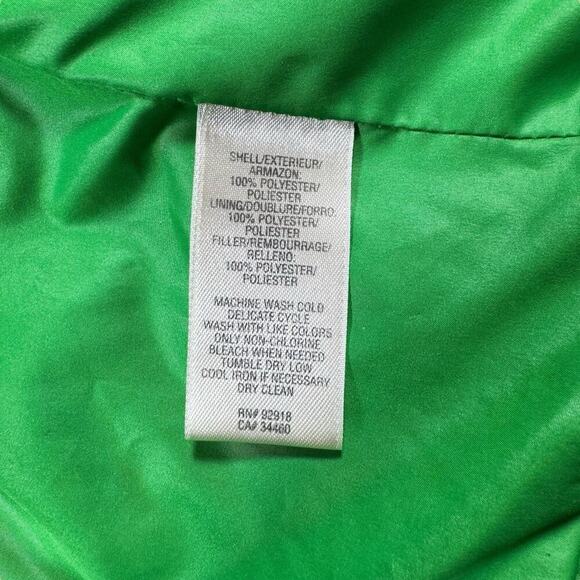 SHELL/EXTERIEUR/
ARMAZON:
100% POLYESTER/
POLIESTER
LINING/DOUBLURE/FORRO:
100% POLYESTER/
POLIESTER
FILLER/REMBOURRAGE/
RELLENO:
100% POLYESTER/
POLIESTER
MACHINE WASH COLD
DELICATE CYCLE
WASH WITH LIKE COLORS
ONLY NON-CHLORINE
BLEACH WHEN NEEDED
TUMBLE DRY LOW
COOL IRON IF NECESSARY
DRY CLEAN
RN# 92918
CA# 34460